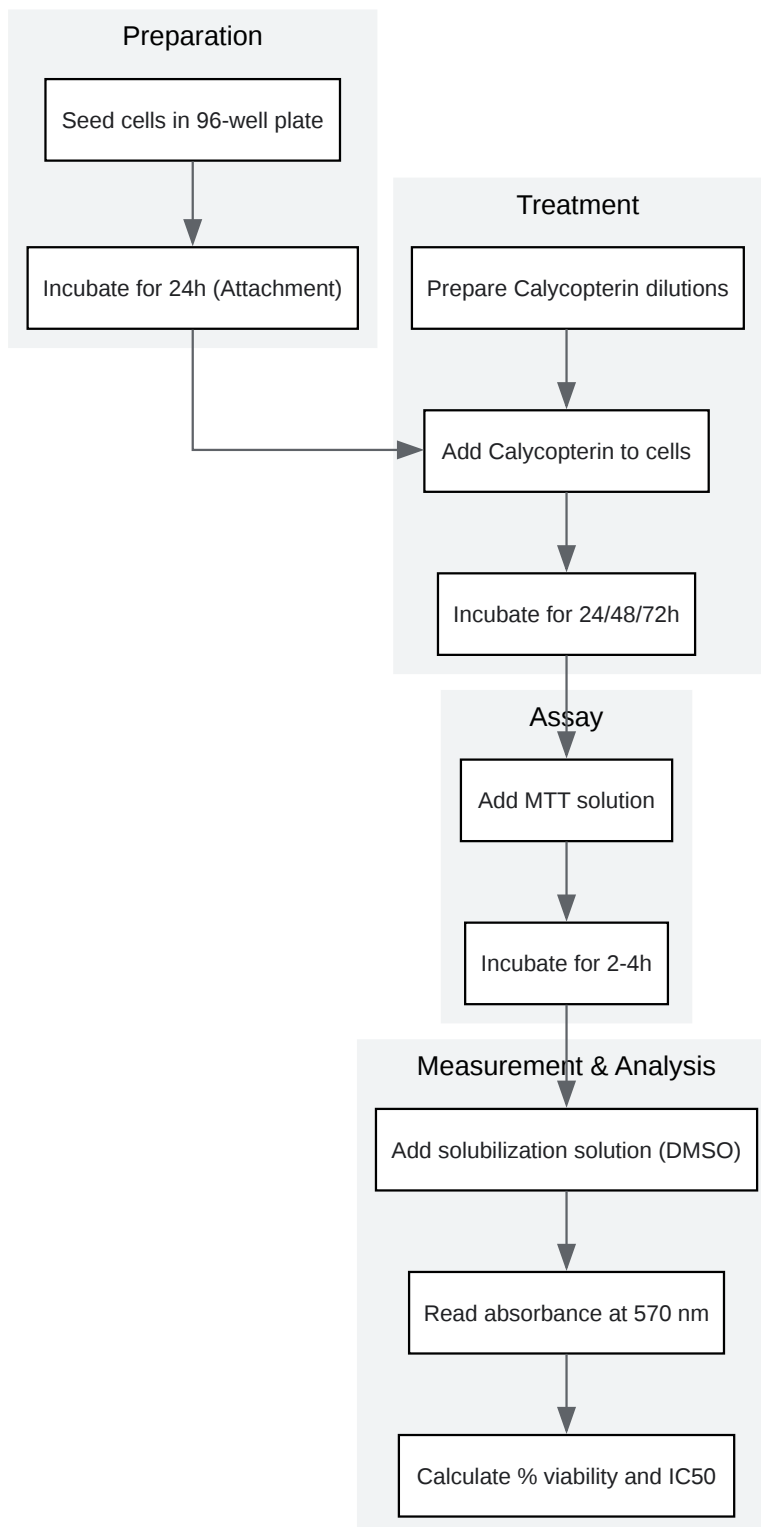 Preparation
Seed cells in 96-well plate
Incubate for 24h (Attachment)
Treatment
Prepare Calycopterin dilutions
Add Calycopterin to cells
Incubate for 24/48/72h
Assay
Add MTT solution
Incubate for 2-4h
Measurement & Analysis
Add solubilization solution (DMSO)
Read absorbance at 570 nm
Calculate % viability and IC50